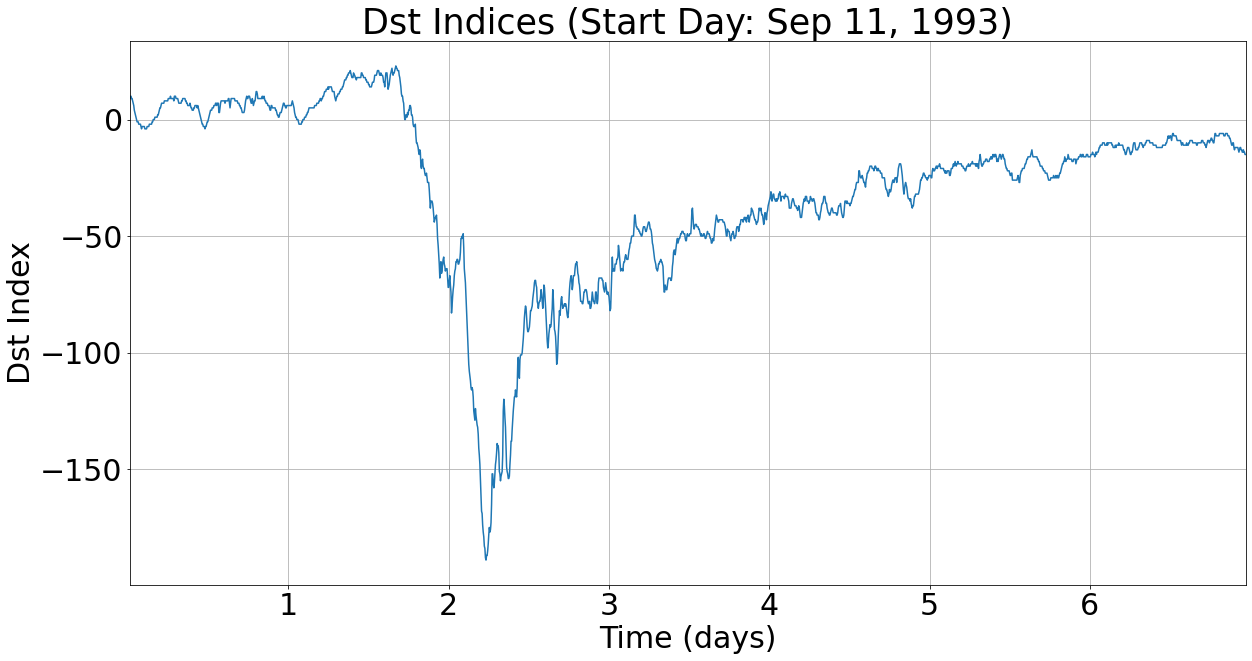 Dst Indices (Start Day: Sep 11, 1993)
Dst Index
0
−50
−100
−150
1 2 3 4 5 6
Time (days)